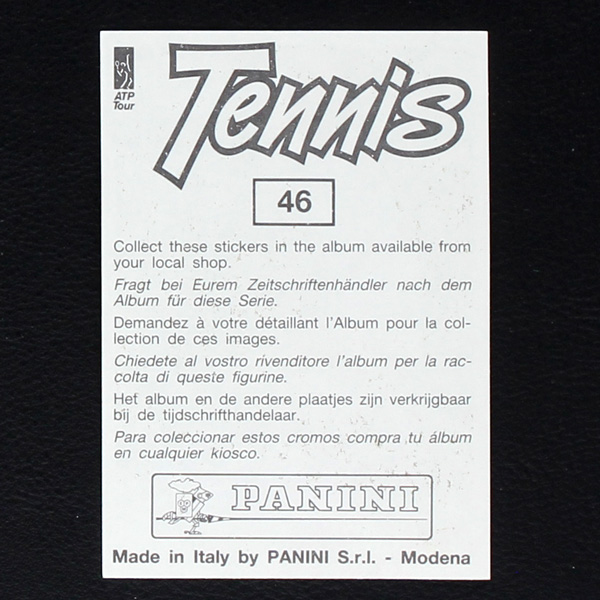 ATP
Tour
Tennis
46
Collect these stickers in the album available from
your local shop.
Fragt bei Eurem Zeitschriftenhändler nach dem
Album für diese Serie.
Demandez à votre détaillant l'Album pour la col-
lection de ces images.
Chiedete al vostro rivenditore l'album per la rac-
colta di queste figurine.
Het album en de andere plaatjes zijn verkrijgbaar
bij de tijdschrifthandelaar.
Para coleccionar estos cromos compra tu álbum
en cualquier kiosco.
PANINI
Made in Italy by PANINI S.r.l. - Modena